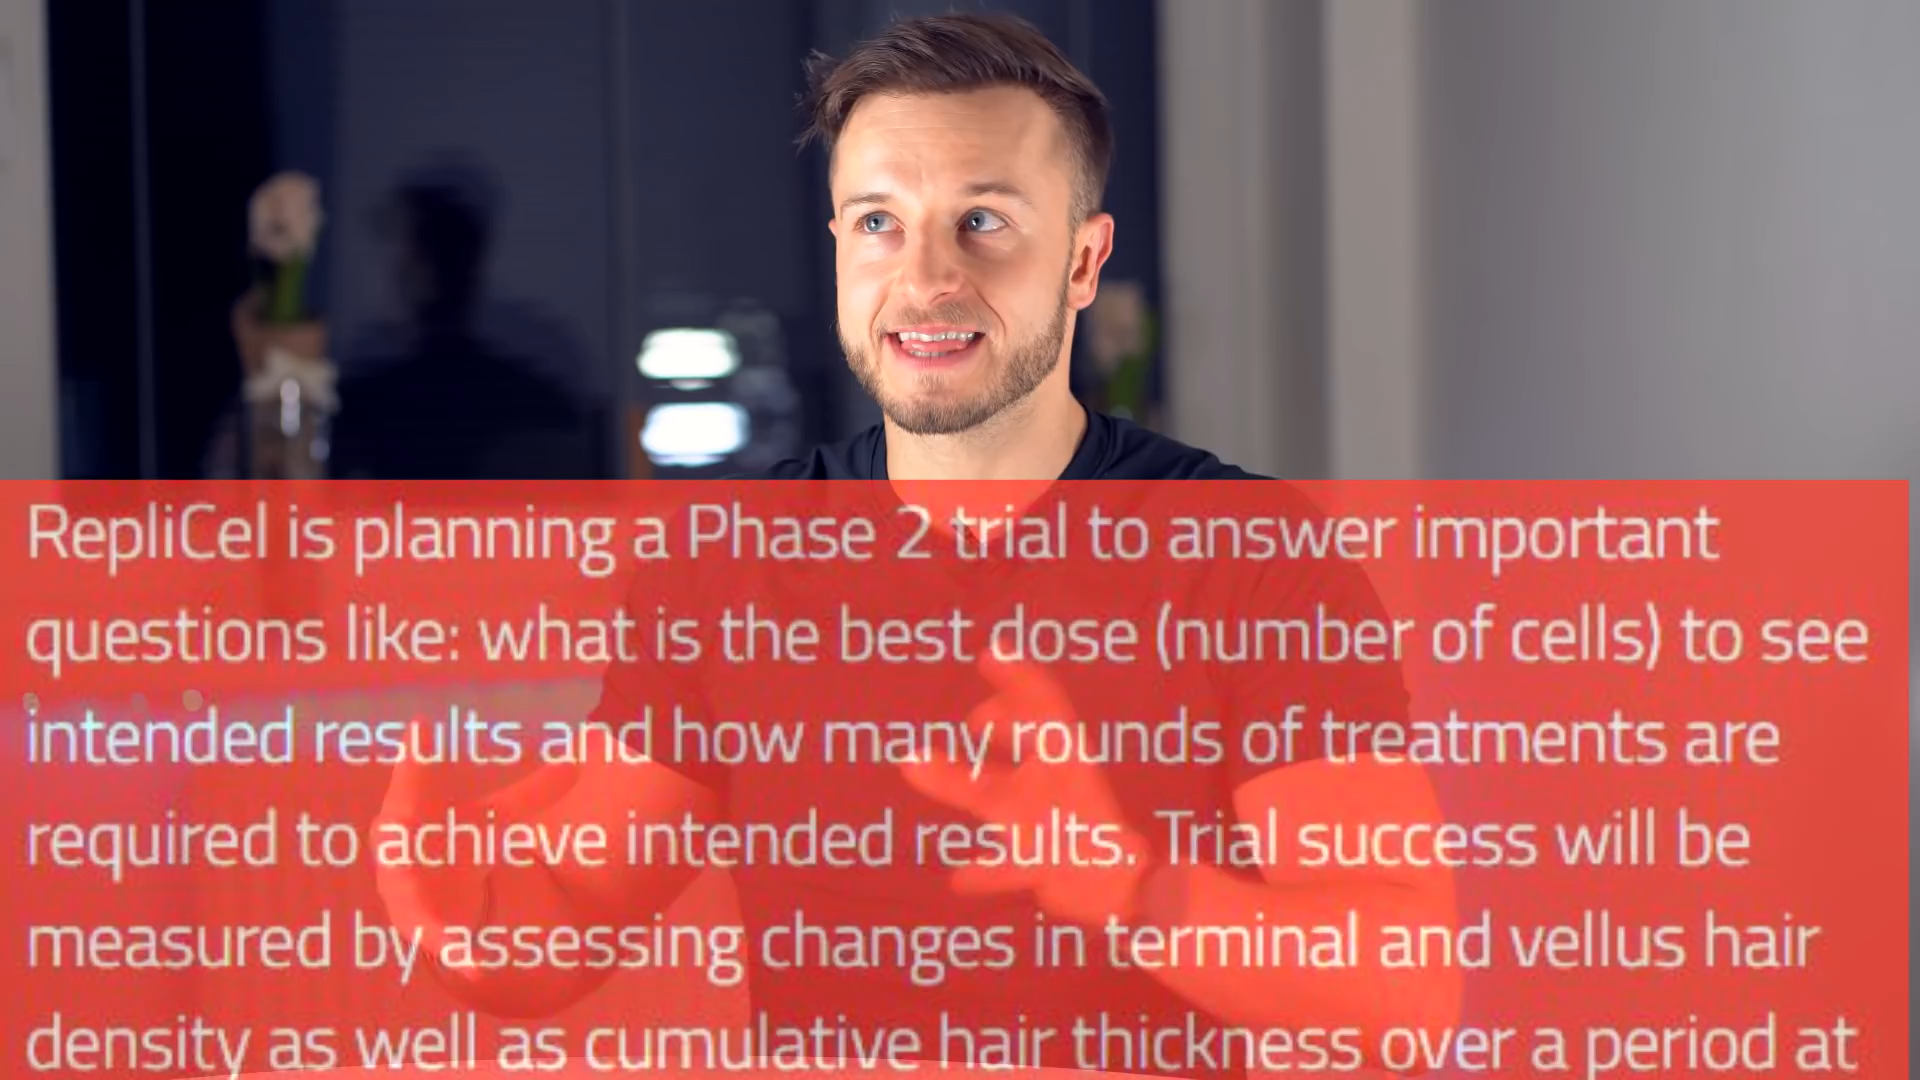 RepliCel is planning a Phase 2 trial to answer important
questions like: what is the best dose (number of cells) to see
intended results and how many rounds of treatments are
required to achieve intended results. Trial success will be
measured by assessing changes in terminal and vellus hair
density as well as cumulative hair thickness over a period at